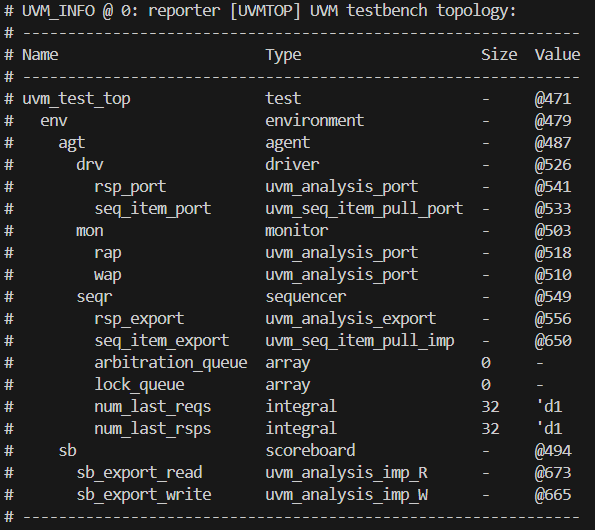 # UVM_INFO @ 0: reporter [UVMTOP] UVM testbench topology:
# --------------------------------------------------------------
# Name                       Type                    Size  Value
# --------------------------------------------------------------
# uvm_test_top               test                    -     @471
#   env                      environment             -     @479
#     agt                    agent                   -     @487
#       drv                  driver                  -     @526
#         rsp_port           uvm_analysis_port       -     @541
#         seq_item_port      uvm_seq_item_pull_port  -     @533
#       mon                  monitor                 -     @503
#         rap                uvm_analysis_port       -     @518
#         wap                uvm_analysis_port       -     @510
#       seqr                 sequencer               -     @549
#         rsp_export         uvm_analysis_export     -     @556
#         seq_item_export    uvm_seq_item_pull_imp   -     @650
#         arbitration_queue  array                   0     -
#         lock_queue         array                   0     -
#         num_last_reqs      integral                32    'd1
#         num_last_rsps      integral                32    'd1
#     sb                     scoreboard              -     @494
#       sb_export_read       uvm_analysis_imp_R      -     @673
#       sb_export_write      uvm_analysis_imp_W      -     @665
# --------------------------------------------------------------